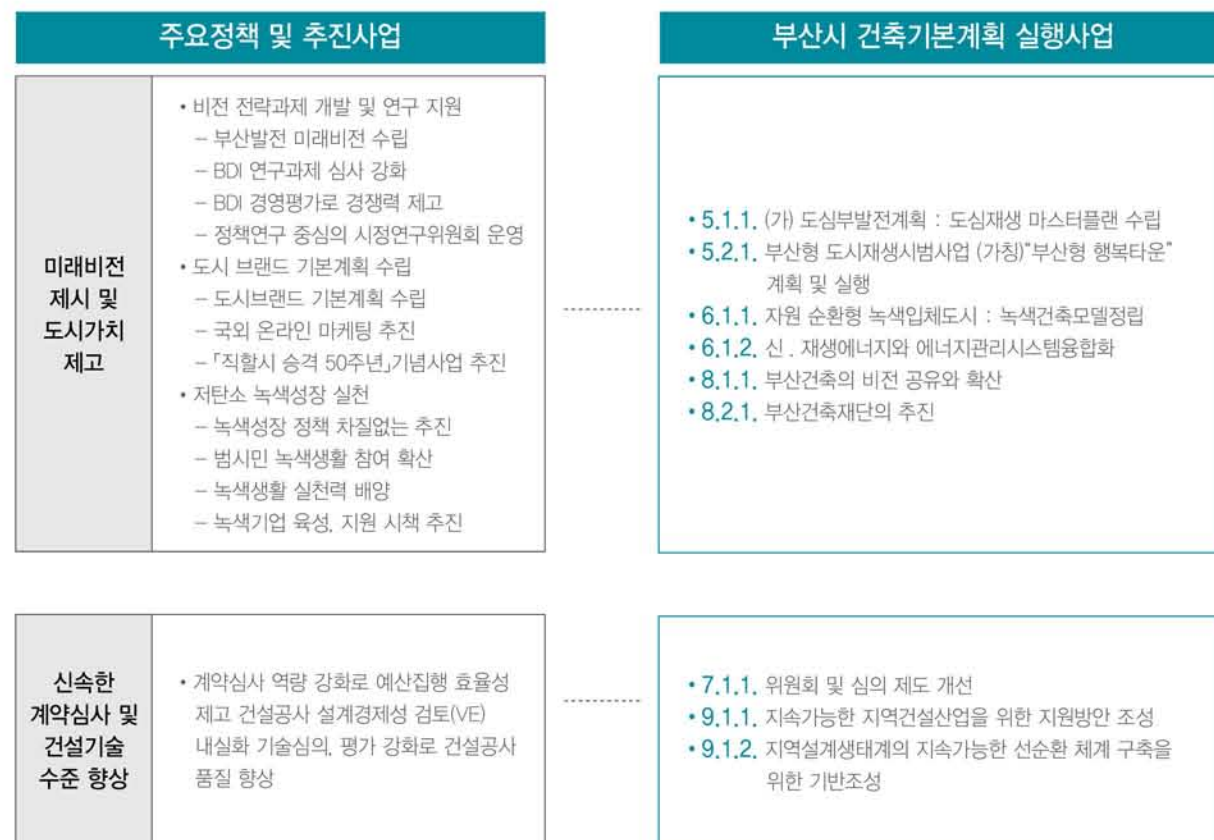 주요정책 및 추진사업
부산시 건축기본계획 실행사업
미래비전
제시 및
도시가치
제고
• 비전 전략과제 개발 및 연구 지원
– 부산발전 미래비전 수립
– BDI 연구과제 심사 강화
– BDI 경영평가로 경쟁력 제고
– 정책연구 중심의 시정연구위원회 운영
• 도시 브랜드 기본계획 수립
– 도시브랜드 기본계획 수립
– 국외 온라인 마케팅 추진
– 「직할시 승격 50주년」기념사업 추진
• 저탄소 녹색성장 실천
– 녹색성장 정책 차질없는 추진
– 범시민 녹색생활 참여 확산
– 녹색생활 실천력 배양
– 녹색기업 육성, 지원 시책 추진
• 5.1.1. (가) 도심부발전계획 : 도심재생 마스터플랜 수립
• 5.2.1. 부산형 도시재생시범사업 (가칭)"부산형 행복타운"
계획 및 실행
• 6.1.1. 자원 순환형 녹색입체도시 : 녹색건축모델정립
• 6.1.2. 신 . 재생에너지와 에너지관리시스템융합화
• 8.1.1. 부산건축의 비전 공유와 확산
• 8.2.1. 부산건축재단의 추진
신속한
계약심사 및
건설기술
수준 향상
• 계약심사 역량 강화로 예산집행 효율성
제고 건설공사 설계경제성 검토(VE)
내실화 기술심의, 평가 강화로 건설공사
품질 향상
• 7.1.1. 위원회 및 심의 제도 개선
• 9.1.1. 지속가능한 지역건설산업을 위한 지원방안 조성
• 9.1.2. 지역설계생태계의 지속가능한 선순환 체계 구축을
위한 기반조성